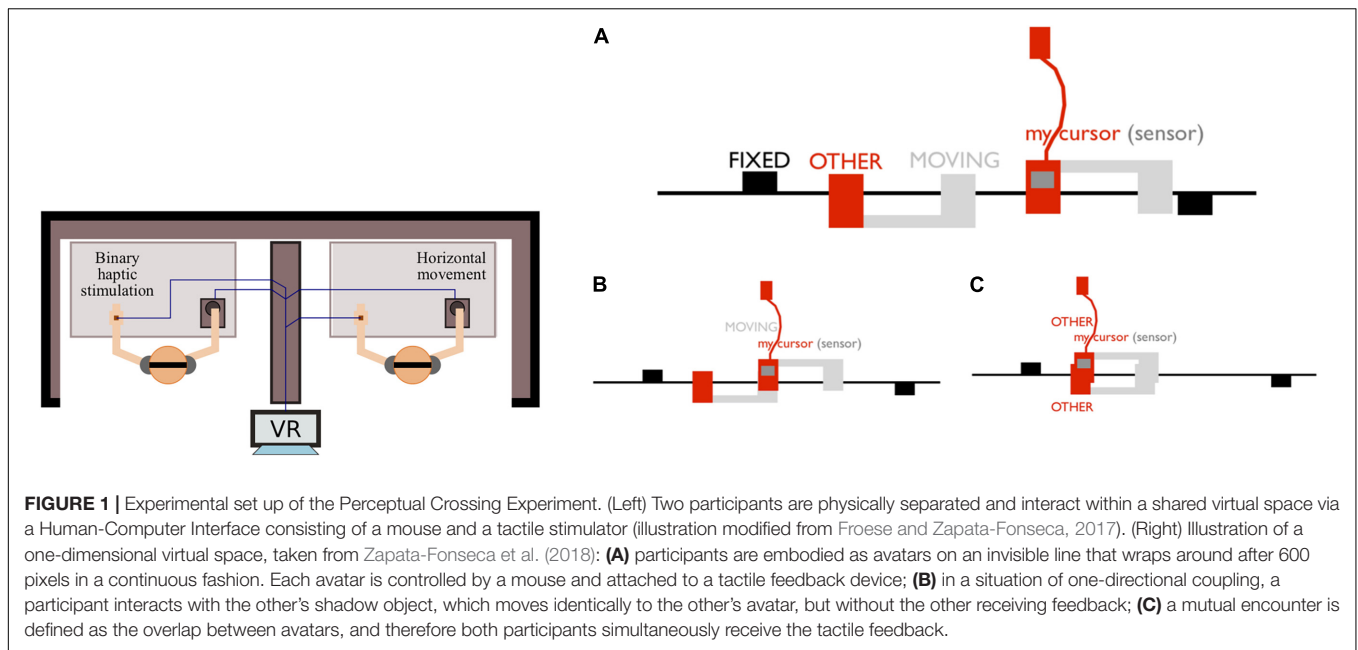 Binary
haptic
stimulation
Horizontal
movement
VR
A
FIXED
OTHER
MOVING
my cursor (sensor)
B
MOVING
my cursor (sensor)
C
OTHER
my cursor (sensor)
OTHER
FIGURE 1 | Experimental set up of the Perceptual Crossing Experiment. (Left) Two participants are physically separated and interact within a shared virtual space via
a Human-Computer Interface consisting of a mouse and a tactile stimulator (illustration modified from Froese and Zapata-Fonseca, 2017). (Right) Illustration of a
one-dimensional virtual space, taken from Zapata-Fonseca et al. (2018): (A) participants are embodied as avatars on an invisible line that wraps around after 600
pixels in a continuous fashion. Each avatar is controlled by a mouse and attached to a tactile feedback device; (B) in a situation of one-directional coupling, a
participant interacts with the other's shadow object, which moves identically to the other's avatar, but without the other receiving feedback; (C) a mutual encounter is
defined as the overlap between avatars, and therefore both participants simultaneously receive the tactile feedback.